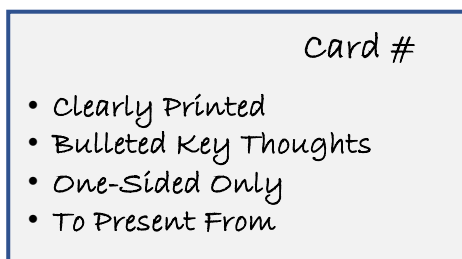 Card #
• Clearly Printed
• Bulleted Key Thoughts
• One-Sided Only
• To Present From